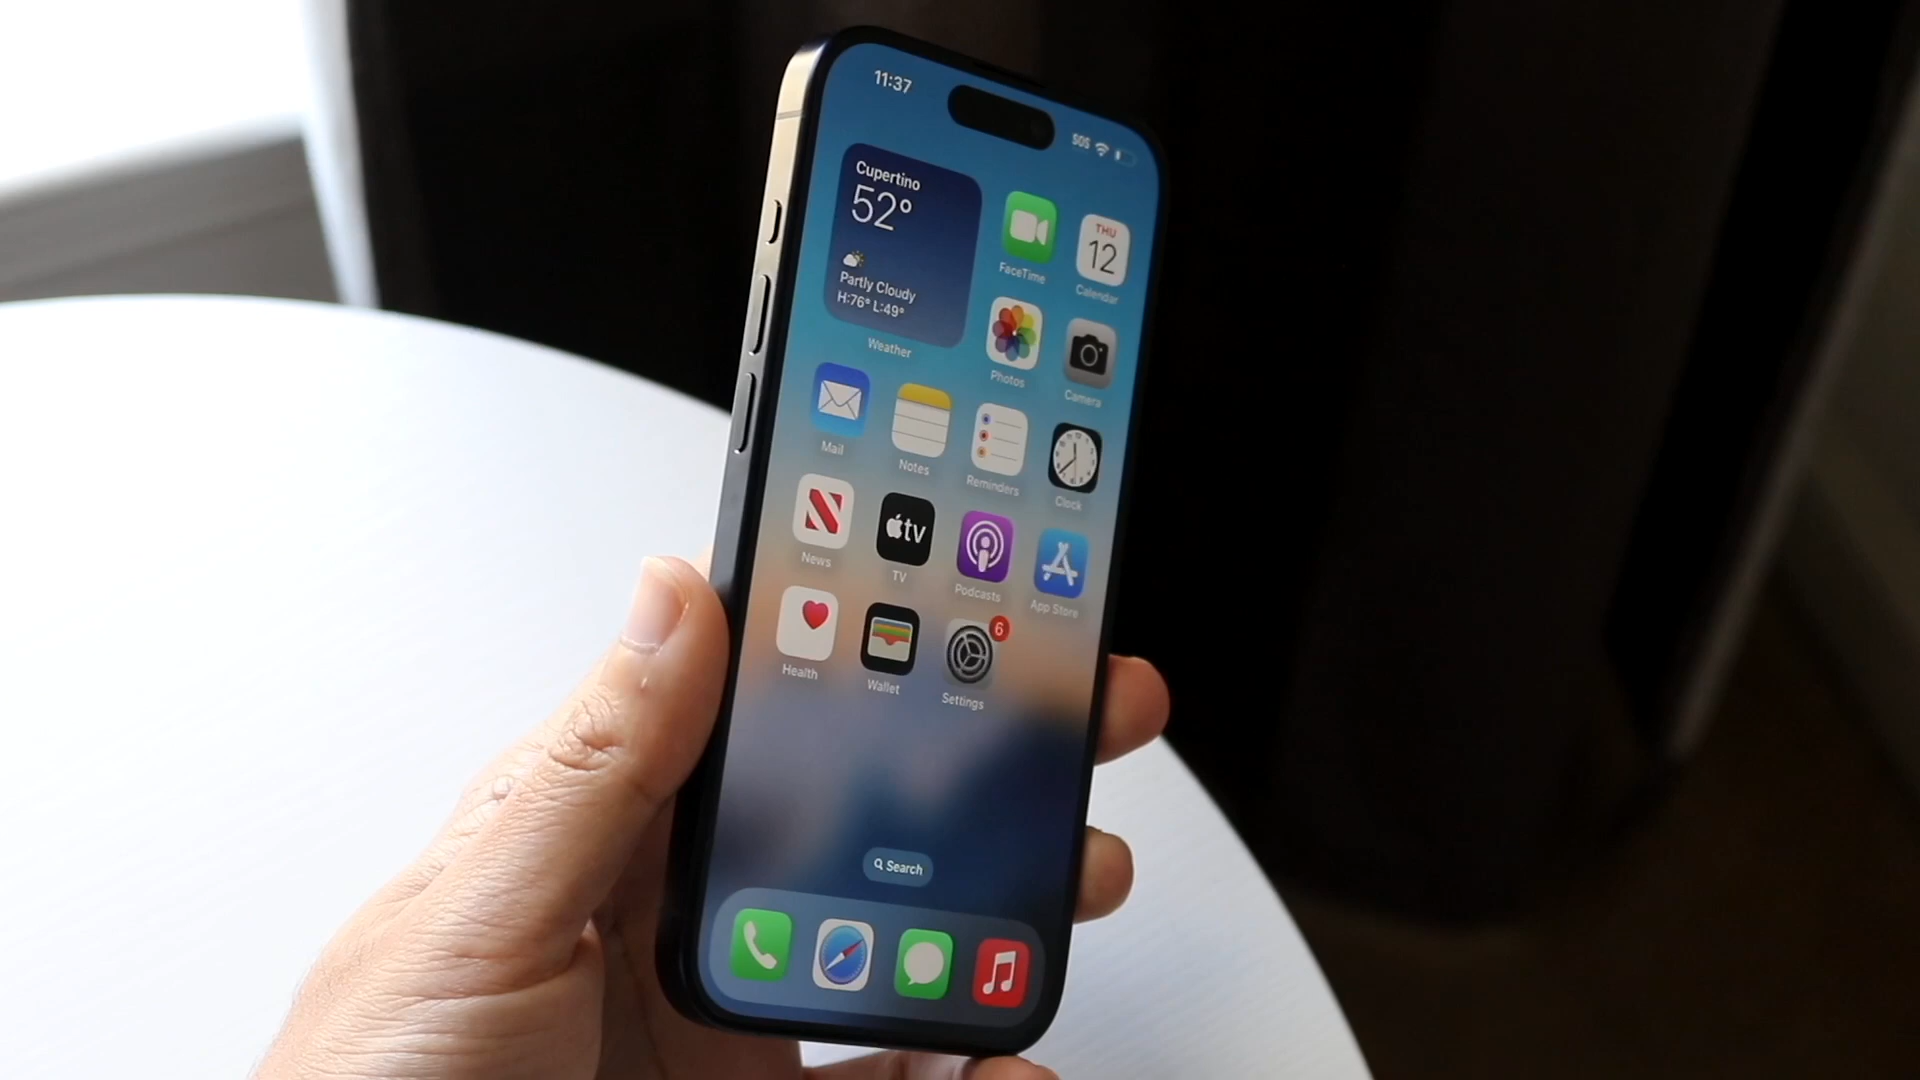 11:37
SOS
Cupertino
52°
Partly Cloudy
H:76° L:49°
Weather
FaceTime
THU
12
Calendar
Photos
Camera
Mail
Notes
Reminders
Clock
tv
News
TV
Podcasts
App Store
6
Health
Wallet
Settings
Search